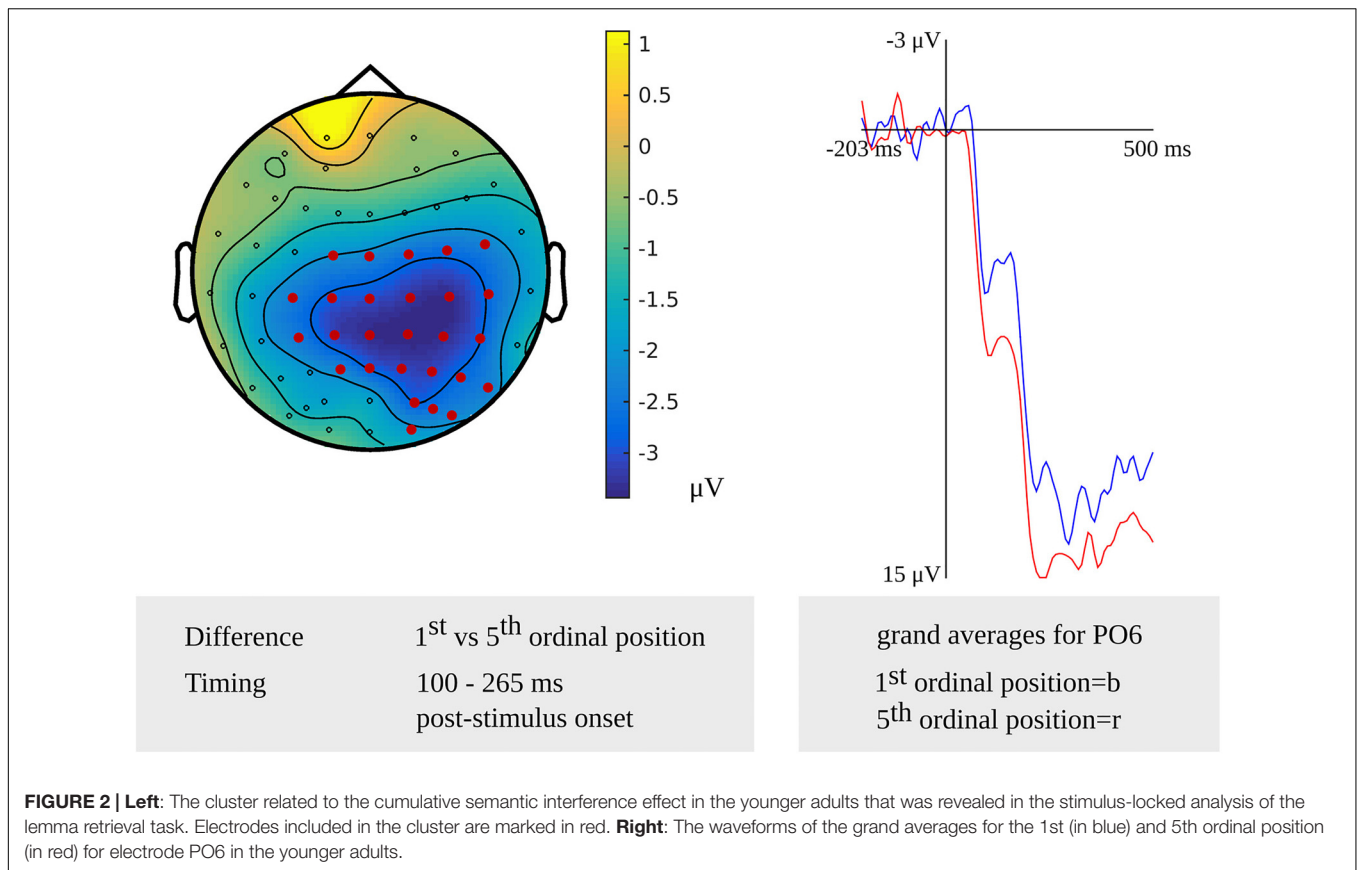 1
0.5
0
-0.5
-1
-1.5
-2
-2.5
-3
μV
-3 μV
-203 ms
500 ms
15 μV
Difference 1st vs 5th ordinal position
Timing 100 - 265 ms
post-stimulus onset
grand averages for PO6
1st ordinal position=b
5th ordinal position=r
FIGURE 2 | Left: The cluster related to the cumulative semantic interference effect in the younger adults that was revealed in the stimulus-locked analysis of the
lemma retrieval task. Electrodes included in the cluster are marked in red. Right: The waveforms of the grand averages for the 1st (in blue) and 5th ordinal position
(in red) for electrode PO6 in the younger adults.